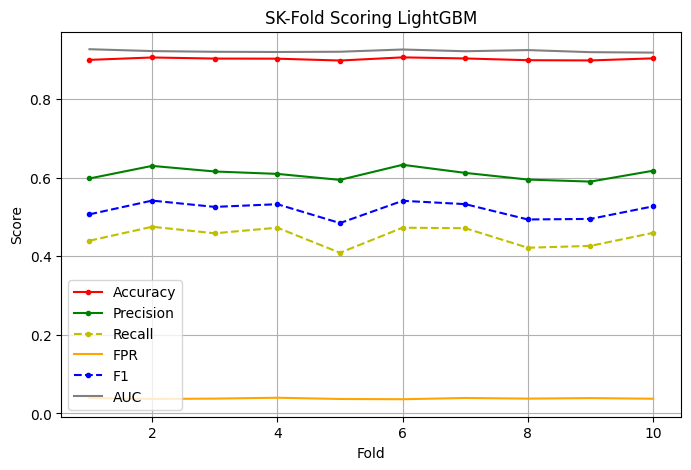 SK-Fold Scoring LightGBM
Score
0.8
0.6
0.4
0.2
0.0
Accuracy
Precision
Recall
FPR
F1
AUC
2
4
6
8
10
Fold